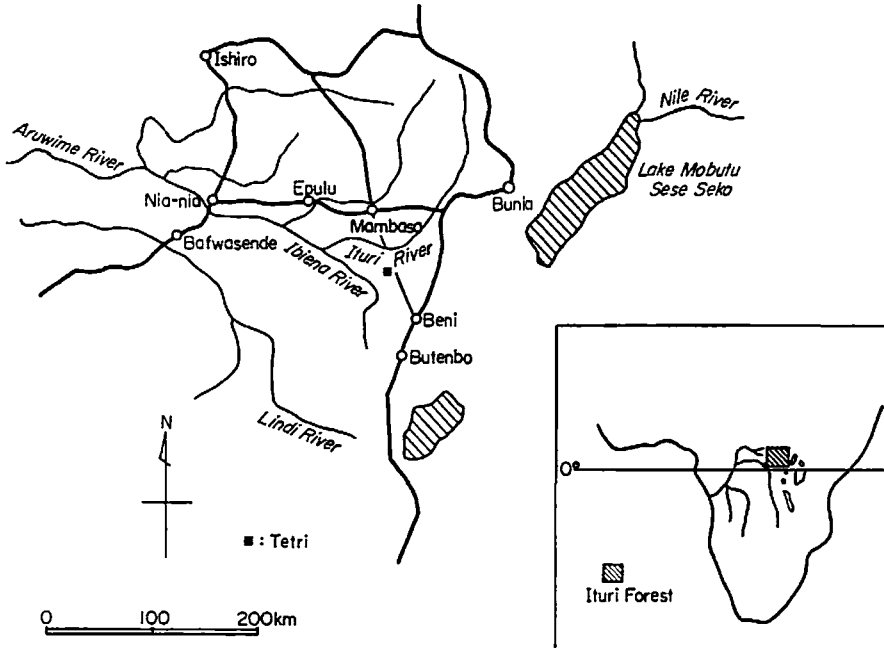 Ishiro
Nile River
Aruwime River
Lake Mobutu
Sese Seko
Nia-nia
Epulu
Mambasa
Bunia
Bafwasende
Ibiena River
Ituri River
Beni
Butenbo
Lindi River
N
■ : Tetri
0 100 200km
0°
Ituri Forest